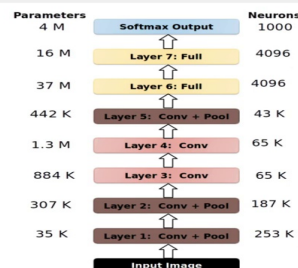 Parameters Neurons
4 M Softmax Output 1000
16 M Layer 7: Full 4096
37 M Layer 6: Full 4096
442 K Layer 5: Conv + Pool 43 K
1.3 M Layer 4: Conv 65 K
884 K Layer 3: Conv 65 K
307 K Layer 2: Conv + Pool 187 K
35 K Layer 1: Conv + Pool 253 K
Input Image